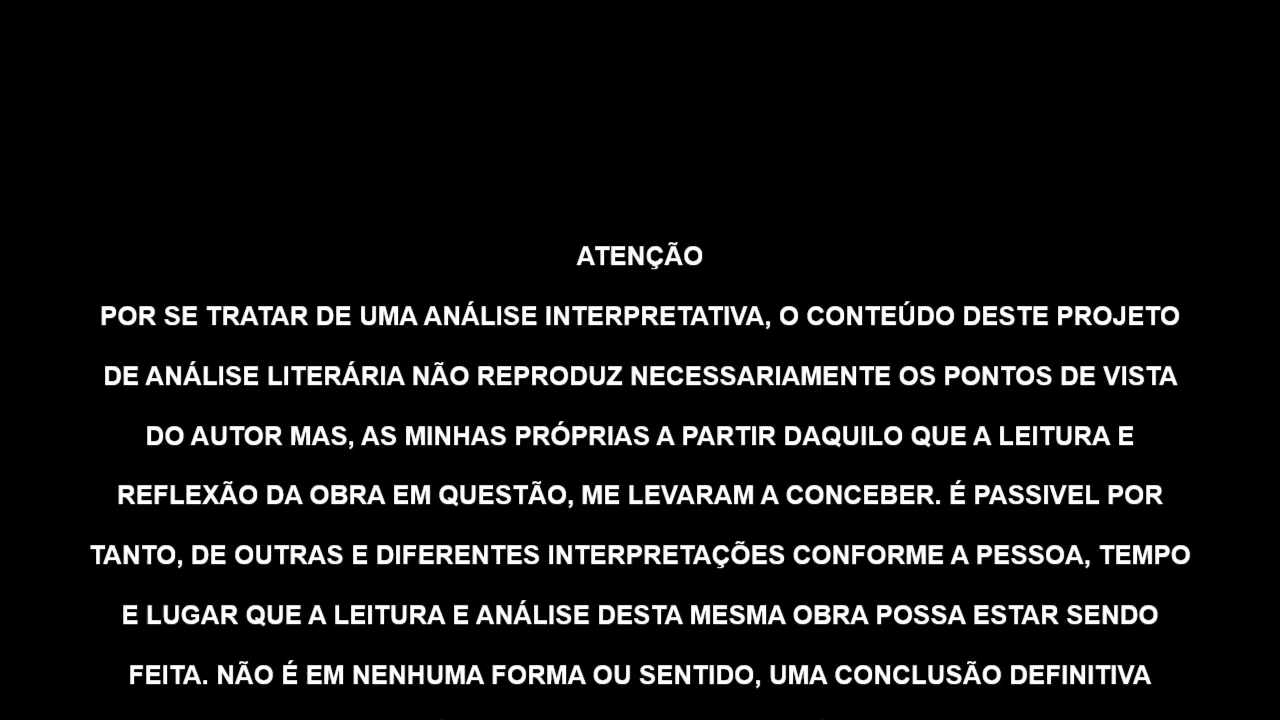 ATENÇÃO
POR SE TRATAR DE UMA ANÁLISE INTERPRETATIVA, O CONTEÚDO DESTE PROJETO
DE ANÁLISE LITERÁRIA NÃO REPRODUZ NECESSARIAMENTE OS PONTOS DE VISTA
DO AUTOR MAS, AS MINHAS PRÓPRIAS A PARTIR DAQUILO QUE A LEITURA E
REFLEXÃO DA OBRA EM QUESTÃO, ME LEVARAM A CONCEBER. É PASSIVEL POR
TANTO, DE OUTRAS E DIFERENTES INTERPRETAÇÕES CONFORME A PESSOA, TEMPO
E LUGAR QUE A LEITURA E ANÁLISE DESTA MESMA OBRA POSSA ESTAR SENDO
FEITA. NÃO É EM NENHUMA FORMA OU SENTIDO, UMA CONCLUSÃO DEFINITIVA